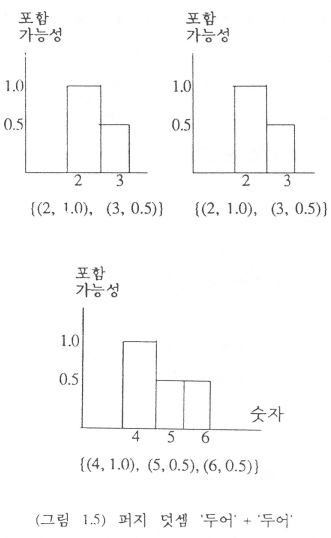 포함 포함
가능성 가능성
1.0 1.0
0.5 0.5
2 3 2 3
{(2, 1.0), (3, 0.5)} {(2, 1.0), (3, 0.5)}
포함
가능성
1.0
0.5
숫자
4 5 6
{(4, 1.0), (5, 0.5), (6, 0.5)}
(그림 1.5) 퍼지 덧셈 '두어' + '두어'